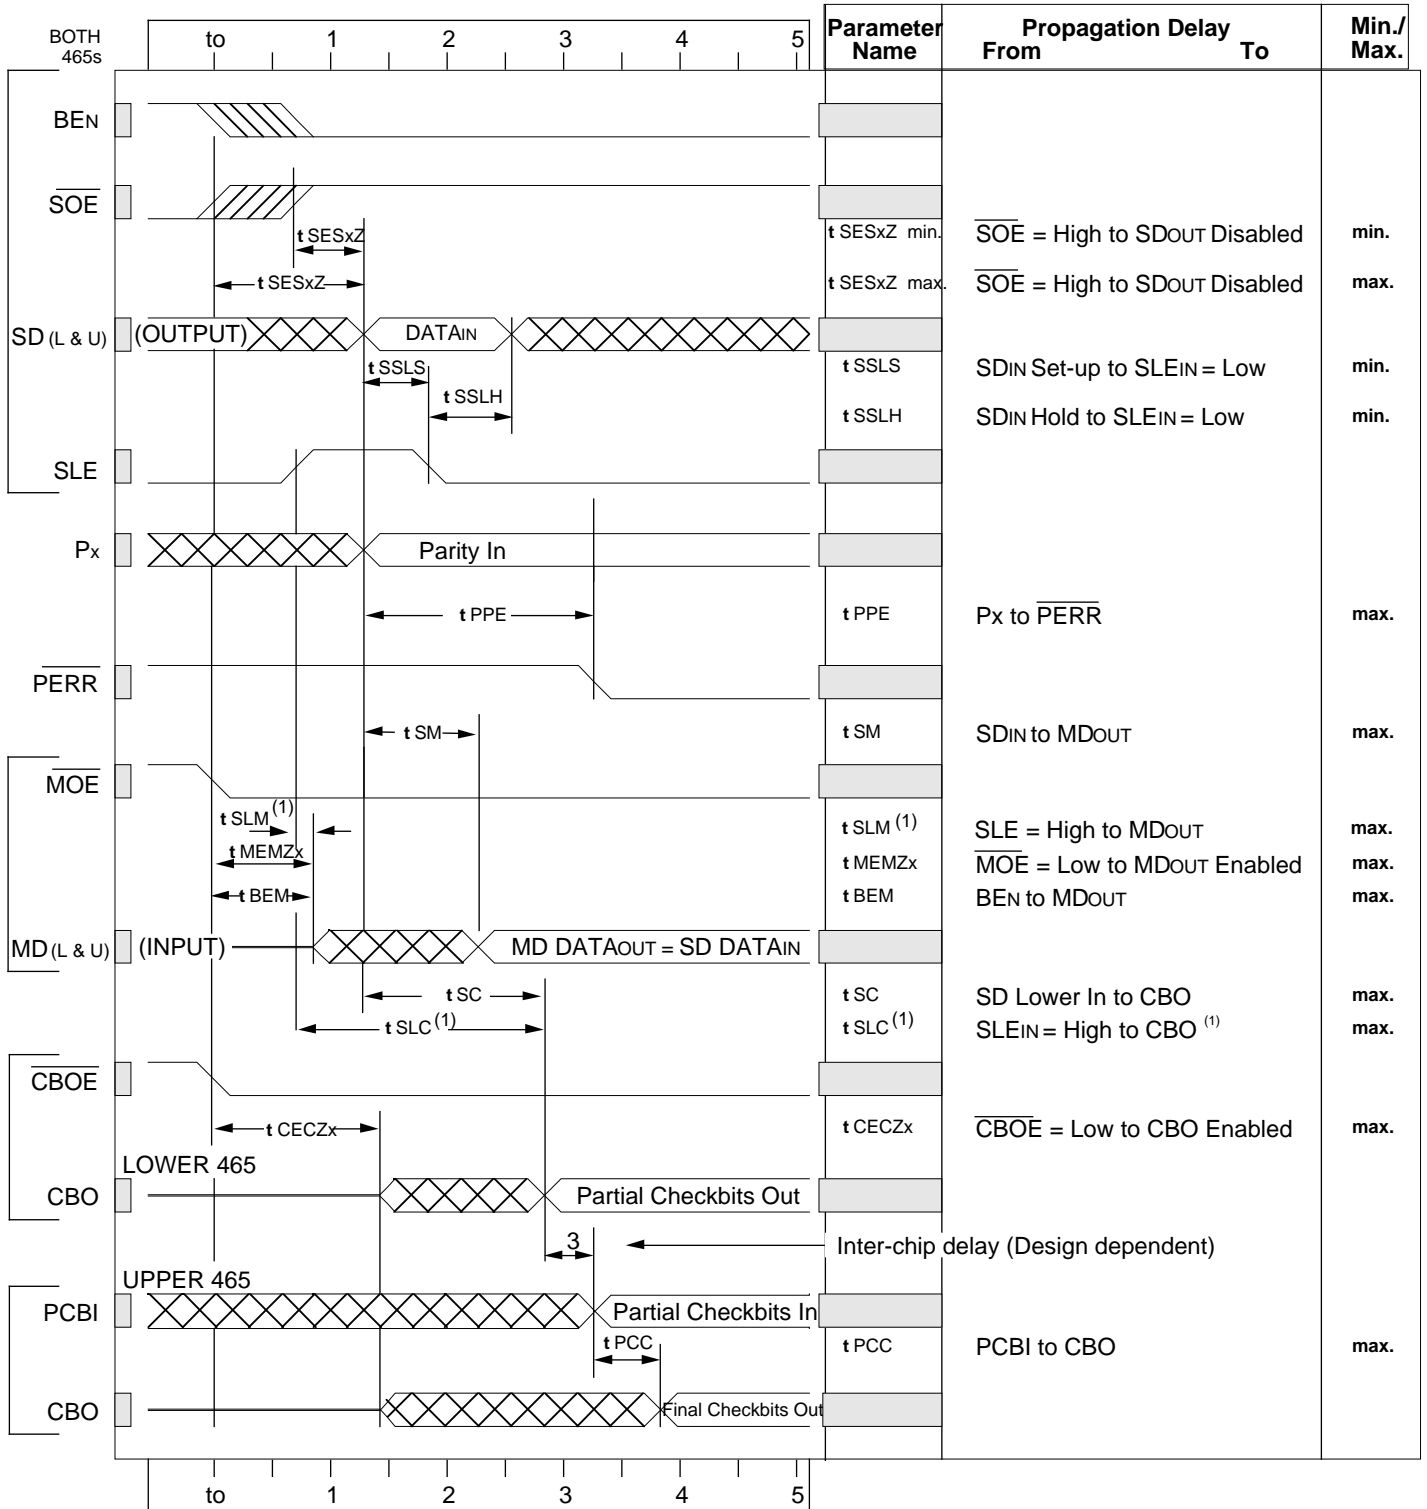 BOTH
465s
to 1 2 3 4 5
Parameter Name
Propagation Delay
From To
Min./ Max.
BEN
SOE
t SESxZ
t SESxZ min. SOE = High to SDOUT Disabled min.
t SESxZ
t SESxZ max. SOE = High to SDOUT Disabled max.
SD (L & U) (OUTPUT) DATAIN
t SSLS
t SSLS SDIN Set-up to SLEIN = Low min.
t SSLH
t SSLH SDIN Hold to SLEIN = Low min.
SLE
Px Parity In
t PPE
t PPE Px to PERR max.
PERR
t SM
t SM SDIN to MDOUT max.
MOE
t SLM (1)
t SLM (1) SLE = High to MDOUT max.
t MEMZx
t MEMZx MOE = Low to MDOUT Enabled max.
t BEM
t BEM BEN to MDOUT max.
MD (L & U) (INPUT) MD DATAOUT = SD DATAIN
t SC
t SC SD Lower In to CBO max.
t SLC (1)
t SLC (1) SLEIN = High to CBO (1) max.
CBOE
t CECZx
t CECZx CBOE = Low to CBO Enabled max.
LOWER 465
CBO Partial Checkbits Out
3 Inter-chip delay (Design dependent)
UPPER 465
PCBI Partial Checkbits In
t PCC
t PCC PCBI to CBO max.
CBO Final Checkbits Out
to 1 2 3 4 5